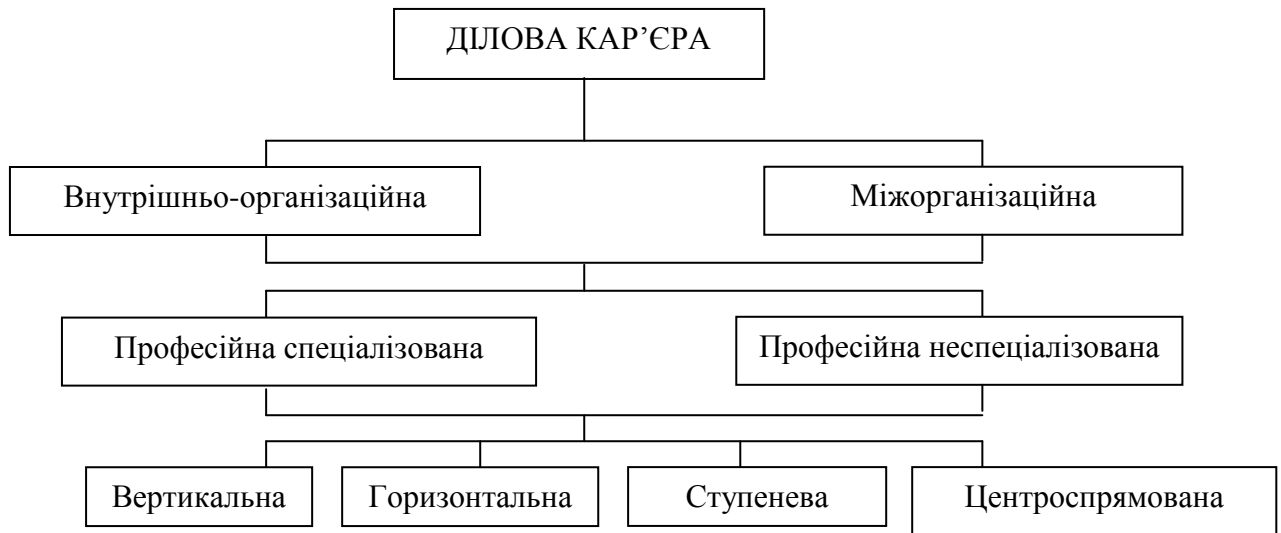 ДІЛОВА КАР’ЄРА
Внутрішньо-організаційна
Міжорганізаційна
Професійна спеціалізована
Професійна неспеціалізована
Вертикальна
Горизонтальна
Ступенева
Центроспрямована